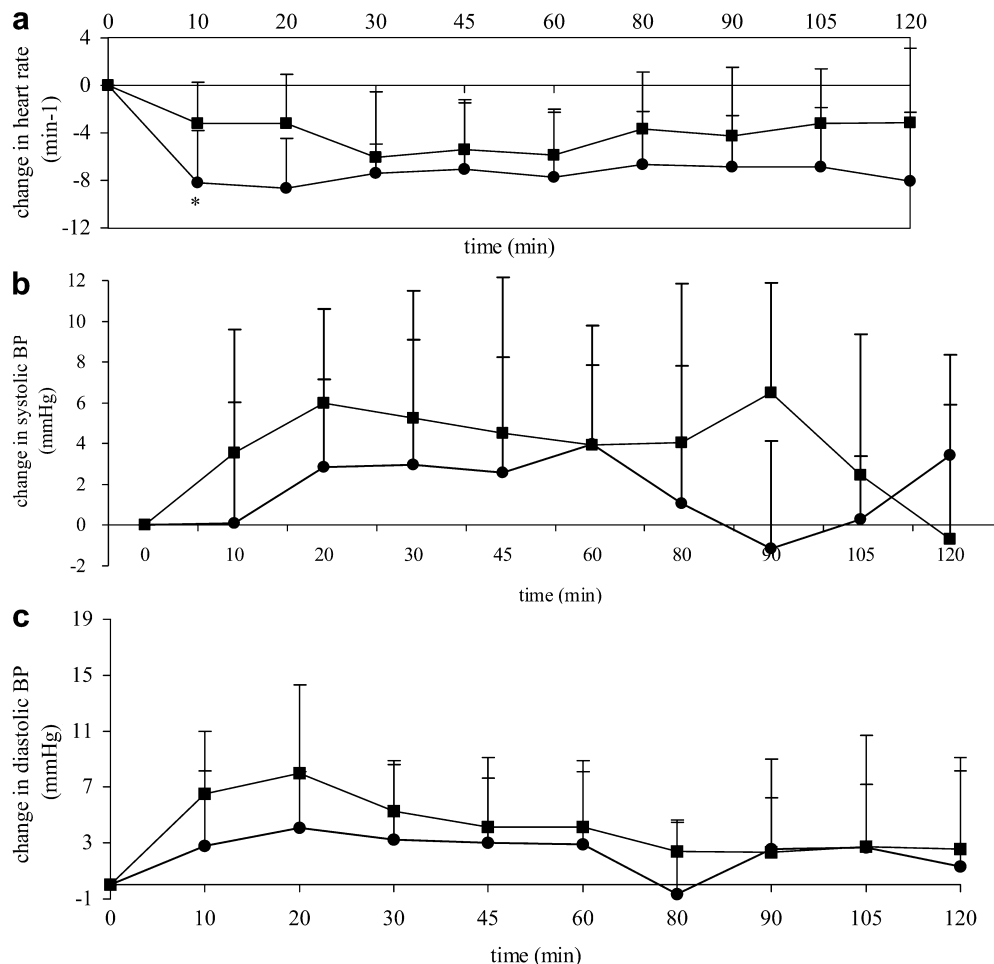 a
0 10 20 30 45 60 80 90 105 120
4
0
-4
-8
-12
change in heart rate
(min-1)
*
time (min)
b
12
10
8
6
4
2
0
-2
change in systolic BP
(mmHg)
0 10 20 30 45 60 80 90 105 120
time (min)
c
19
15
11
7
3
-1
change in diastolic BP
(mmHg)
0 10 20 30 45 60 80 90 105 120
time (min)